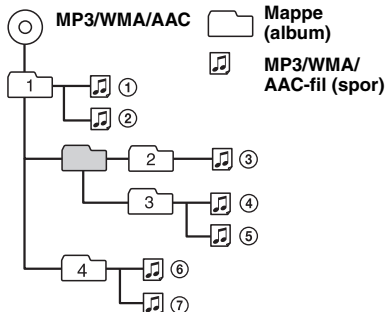 MP3/WMA/AAC
Mappe
(album)
MP3/WMA/
AAC-fil (spor)
1
①
②
2
③
3
④
⑤
4
⑥
⑦